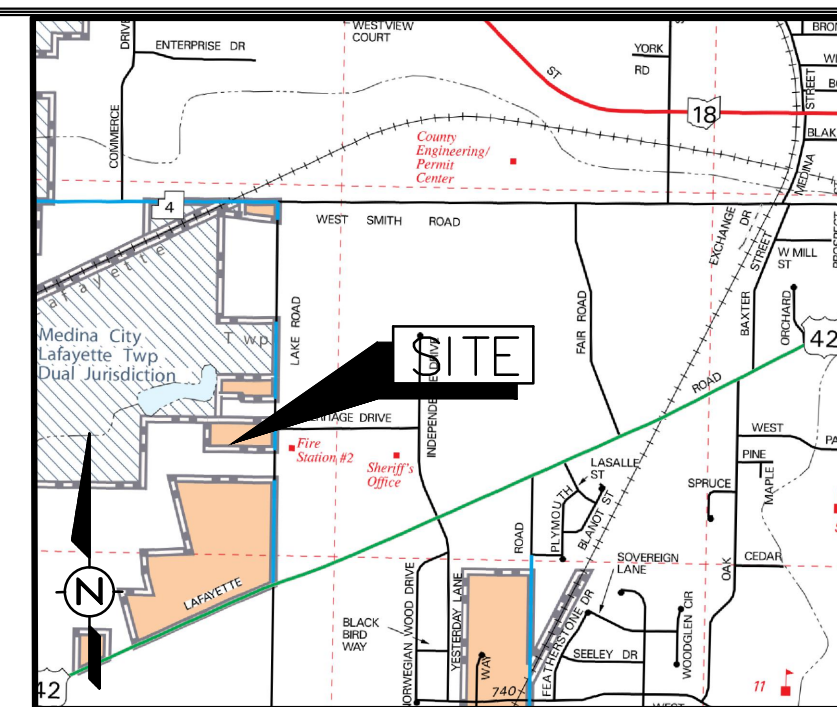 WESTVIEW
COURT
BRO
ENTERPRISE DR
DRIVE
COMMERCE
YORK
RD
ST
18
STREET
MEDINA
BLAK
County
Engineering/
Permit
Center
4
WEST SMITH ROAD
EXCHANGE
DR
BAXTER
STREET
W MILL
ST
ORCHARD
42
Lafayette
Twp
Medina City
Lafayette Twp
Dual Jurisdiction
LAKE ROAD
SITE
INDEPENDENCE DRIVE
FAIR ROAD
ROAD
ITAGE DRIVE
Fire
Station #2
Sheriff's
Office
WEST
PINE
MAPLE
SPRUCE
LASALLE
ST
PLYMOUTH
BLANOT ST
ROAD
OAK
CEDAR
SOVEREIGN
LANE
LAFAYETTE
N
BLACK
BIRD
WAY
NORWEGIAN WOOD DRIVE
YESTERDAY LANE
WAY
FEATHERSTONE DR
SEELEY DR
WOODGLEN CIR
740
11
42
WEST